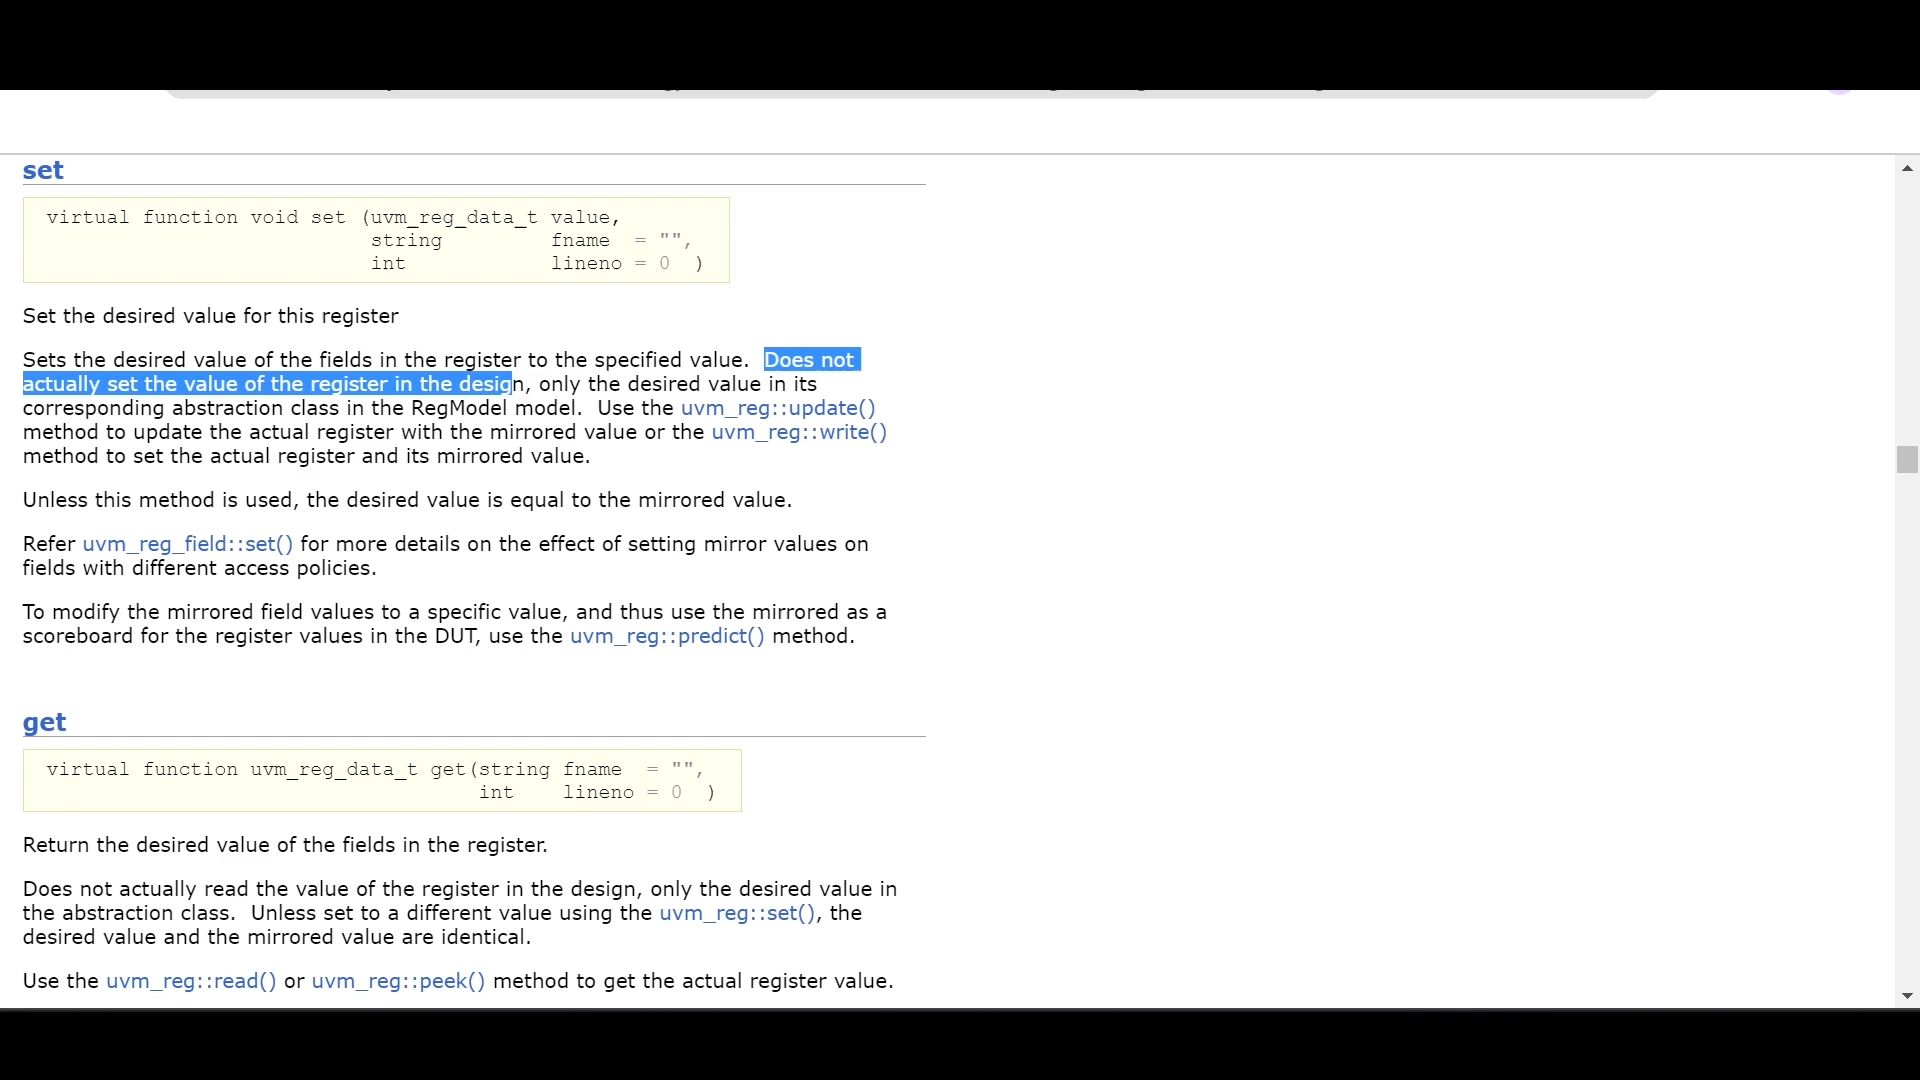 set
virtual function void set (uvm_reg_data_t value,
string fname = "",
int lineno = 0 )
Set the desired value for this register
Sets the desired value of the fields in the register to the specified value. Does not
actually set the value of the register in the design, only the desired value in its
corresponding abstraction class in the RegModel model. Use the uvm_reg::update()
method to update the actual register with the mirrored value or the uvm_reg::write()
method to set the actual register and its mirrored value.
Unless this method is used, the desired value is equal to the mirrored value.
Refer uvm_reg_field::set() for more details on the effect of setting mirror values on
fields with different access policies.
To modify the mirrored field values to a specific value, and thus use the mirrored as a
scoreboard for the register values in the DUT, use the uvm_reg::predict() method.
get
virtual function uvm_reg_data_t get(string fname = "",
int lineno = 0 )
Return the desired value of the fields in the register.
Does not actually read the value of the register in the design, only the desired value in
the abstraction class. Unless set to a different value using the uvm_reg::set(), the
desired value and the mirrored value are identical.
Use the uvm_reg::read() or uvm_reg::peek() method to get the actual register value.